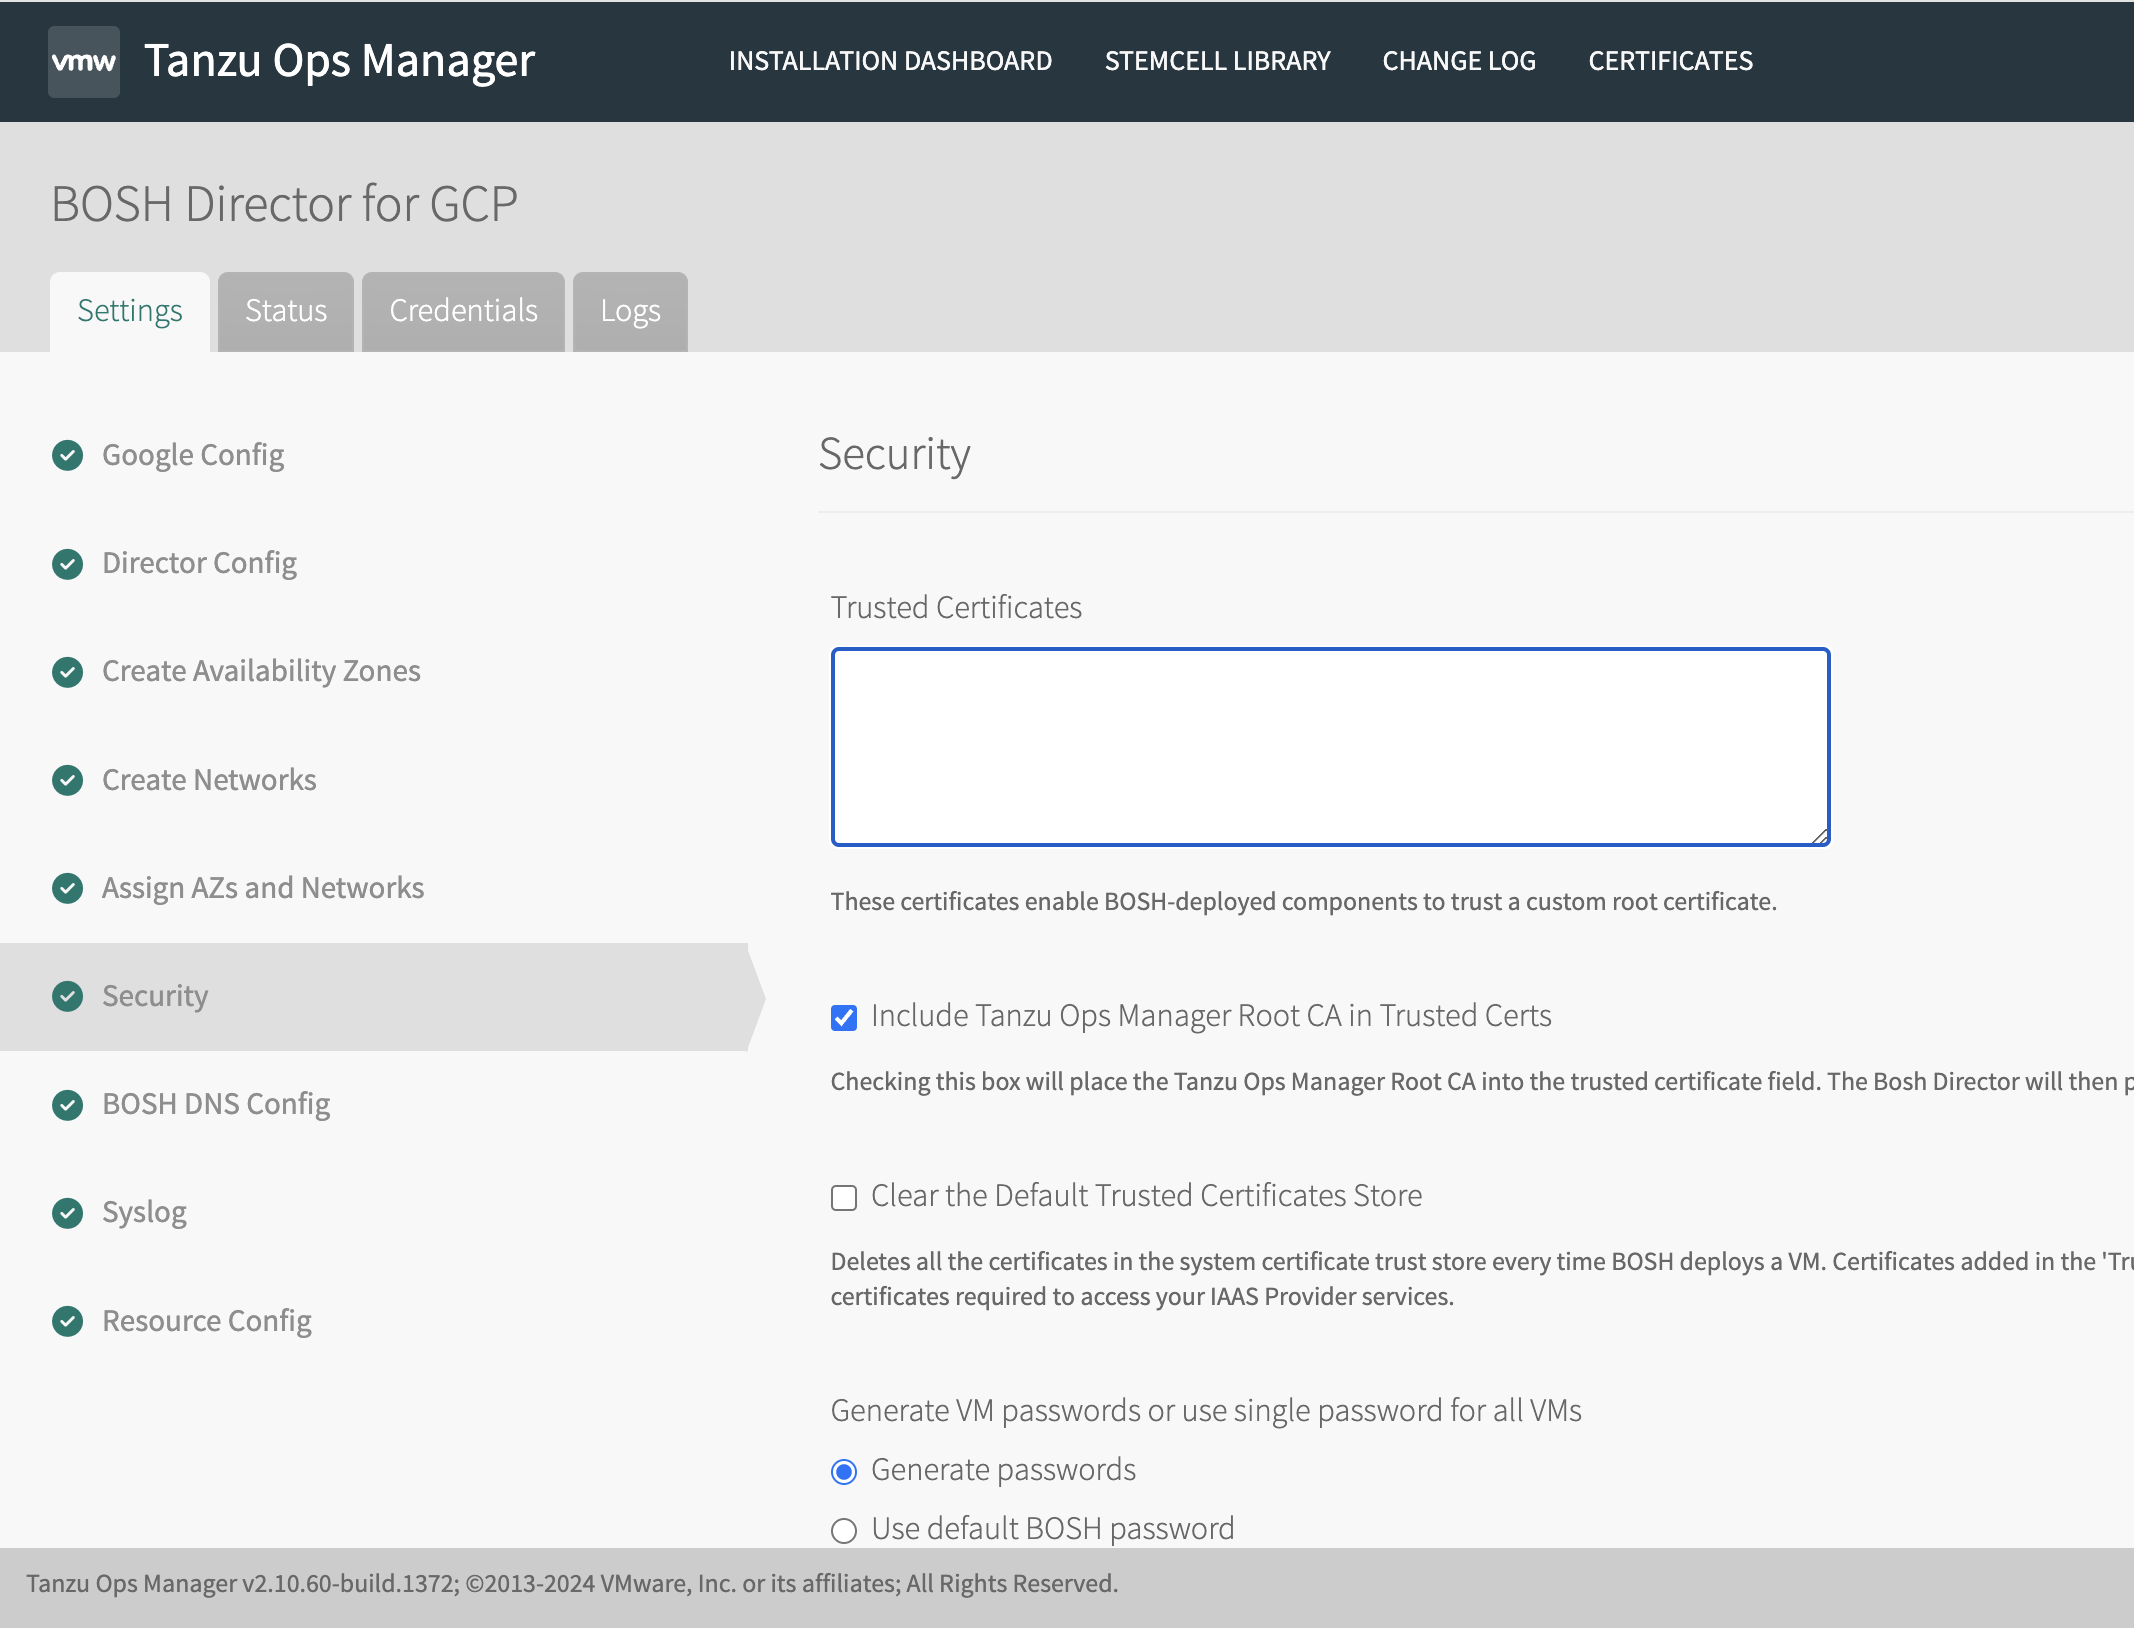 vmw Tanzu Ops Manager INSTALLATION DASHBOARD STEMCELL LIBRARY CHANGE LOG CERTIFICATES
BOSH Director for GCP
Settings Status Credentials Logs
Google Config
Director Config
Create Availability Zones
Create Networks
Assign AZs and Networks
Security
BOSH DNS Config
Syslog
Resource Config
Security
Trusted Certificates
These certificates enable BOSH-deployed components to trust a custom root certificate.
Include Tanzu Ops Manager Root CA in Trusted Certs
Checking this box will place the Tanzu Ops Manager Root CA into the trusted certificate field. The Bosh Director will then
Clear the Default Trusted Certificates Store
Deletes all the certificates in the system certificate trust store every time BOSH deploys a VM. Certificates added in the
certificates required to access your IAAS Provider services.
Generate VM passwords or use single password for all VMs
Generate passwords
Use default BOSH password
Tanzu Ops Manager v2.10.60-build.1372; ©2013-2024 VMware, Inc. or its affiliates; All Rights Reserved.